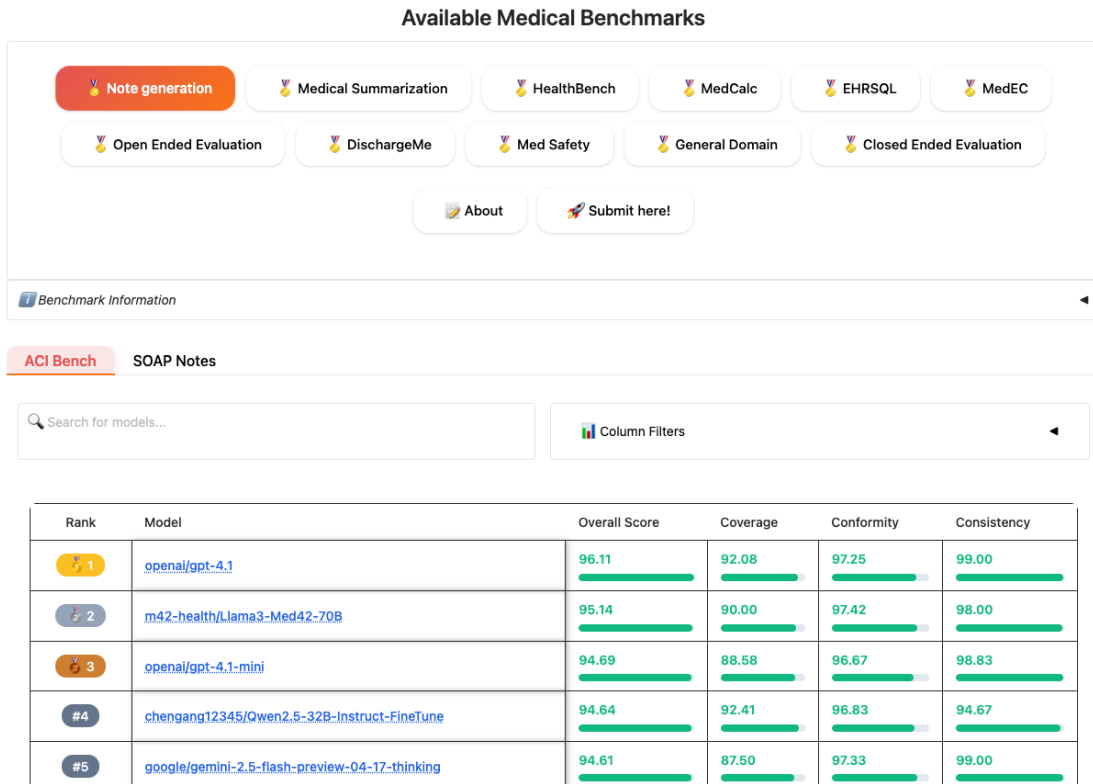 Available Medical Benchmarks
Note generation
Medical Summarization
HealthBench
MedCalc
EHRSQL
MedEC
Open Ended Evaluation
DischargeMe
Med Safety
General Domain
Closed Ended Evaluation
About
Submit here!
Benchmark Information
ACI Bench
SOAP Notes
Search for models...
Column Filters
Rank Model Overall Score Coverage Conformity Consistency
1 openai/gpt-4.1 96.11 92.08 97.25 99.00
2 m42-health/Llama3-Med42-70B 95.14 90.00 97.42 98.00
3 openai/gpt-4.1-mini 94.69 88.58 96.67 98.83
#4 chengang12345/Qwen2.5-32B-Instruct-FineTune 94.64 92.41 96.83 94.67
#5 google/gemini-2.5-flash-preview-04-17-thinking 94.61 87.50 97.33 99.00